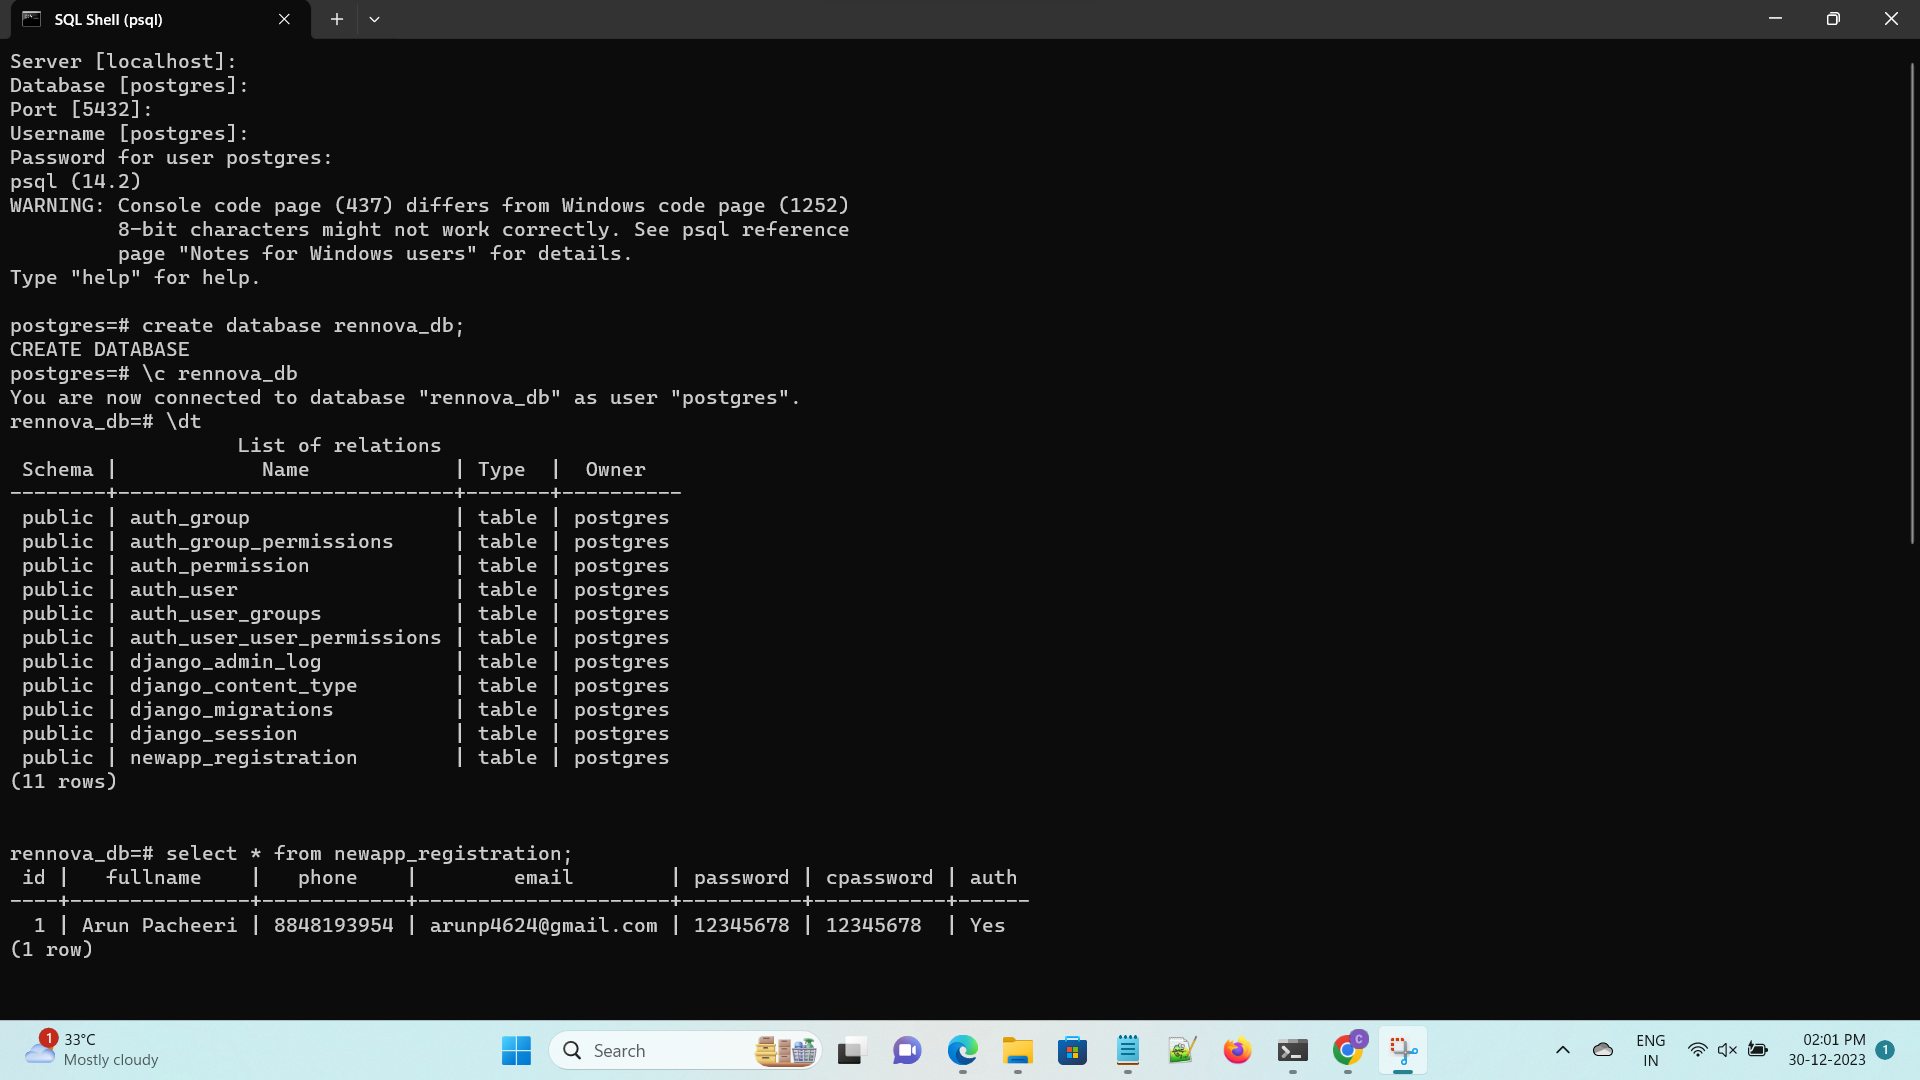 SQL Shell (psql)
Server [localhost]:
Database [postgres]:
Port [5432]:
Username [postgres]:
Password for user postgres:
psql (14.2)
WARNING: Console code page (437) differs from Windows code page (1252)
         8-bit characters might not work correctly. See psql reference
         page "Notes for Windows users" for details.
Type "help" for help.

postgres=# create database rennova_db;
CREATE DATABASE
postgres=# \c rennova_db
You are now connected to database "rennova_db" as user "postgres".
rennova_db=# \dt
                   List of relations
 Schema |            Name            | Type  |  Owner
--------+----------------------------+-------+----------
 public | auth_group                 | table | postgres
 public | auth_group_permissions     | table | postgres
 public | auth_permission            | table | postgres
 public | auth_user                  | table | postgres
 public | auth_user_groups           | table | postgres
 public | auth_user_user_permissions | table | postgres
 public | django_admin_log           | table | postgres
 public | django_content_type        | table | postgres
 public | django_migrations          | table | postgres
 public | django_session             | table | postgres
 public | newapp_registration        | table | postgres
(11 rows)

rennova_db=# select * from newapp_registration;
 id |   fullname    |   phone    |        email         | password | cpassword | auth
----+---------------+------------+---------------------+----------+-----------+------
  1 | Arun Pacheeri | 8848193954 | arunp4624@gmail.com | 12345678 | 12345678  | Yes
(1 row)

1
33°C
Mostly cloudy
Search
C
ENG
IN
02:01 PM
30-12-2023
1